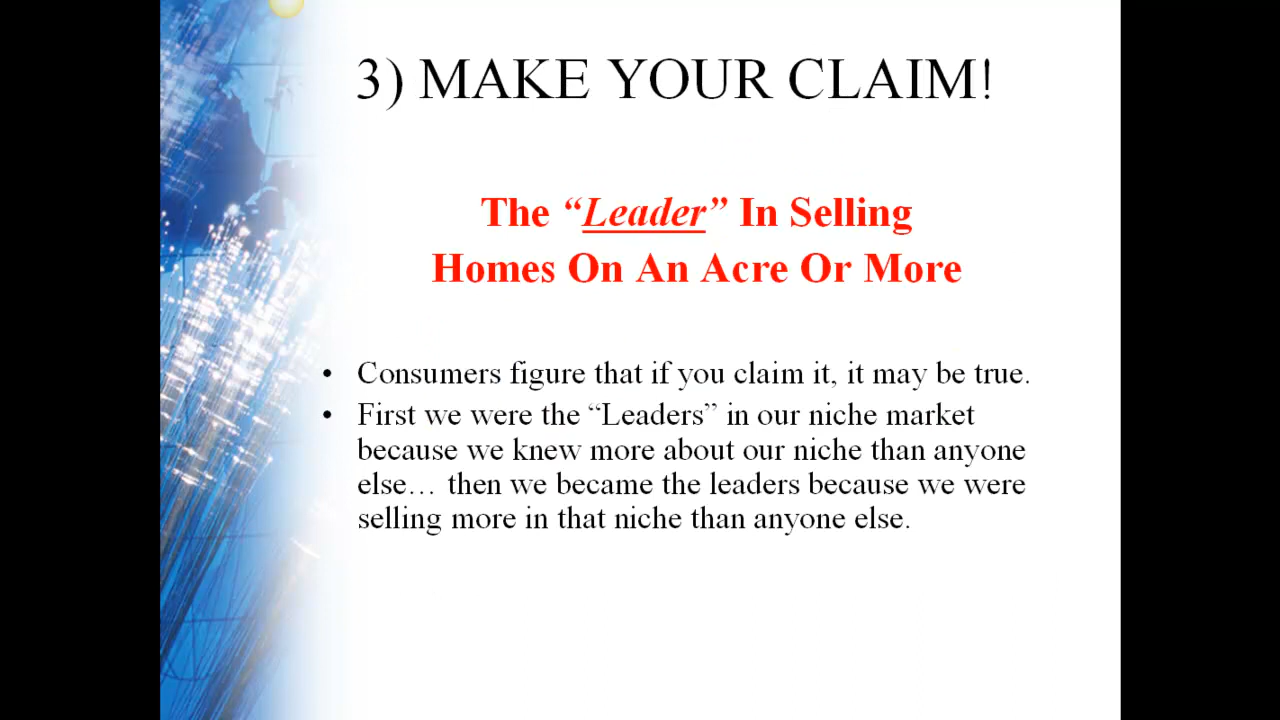 3) MAKE YOUR CLAIM!
The “Leader” In Selling
Homes On An Acre Or More
• Consumers figure that if you claim it, it may be true.
• First we were the “Leaders” in our niche market
because we knew more about our niche than anyone
else… then we became the leaders because we were
selling more in that niche than anyone else.